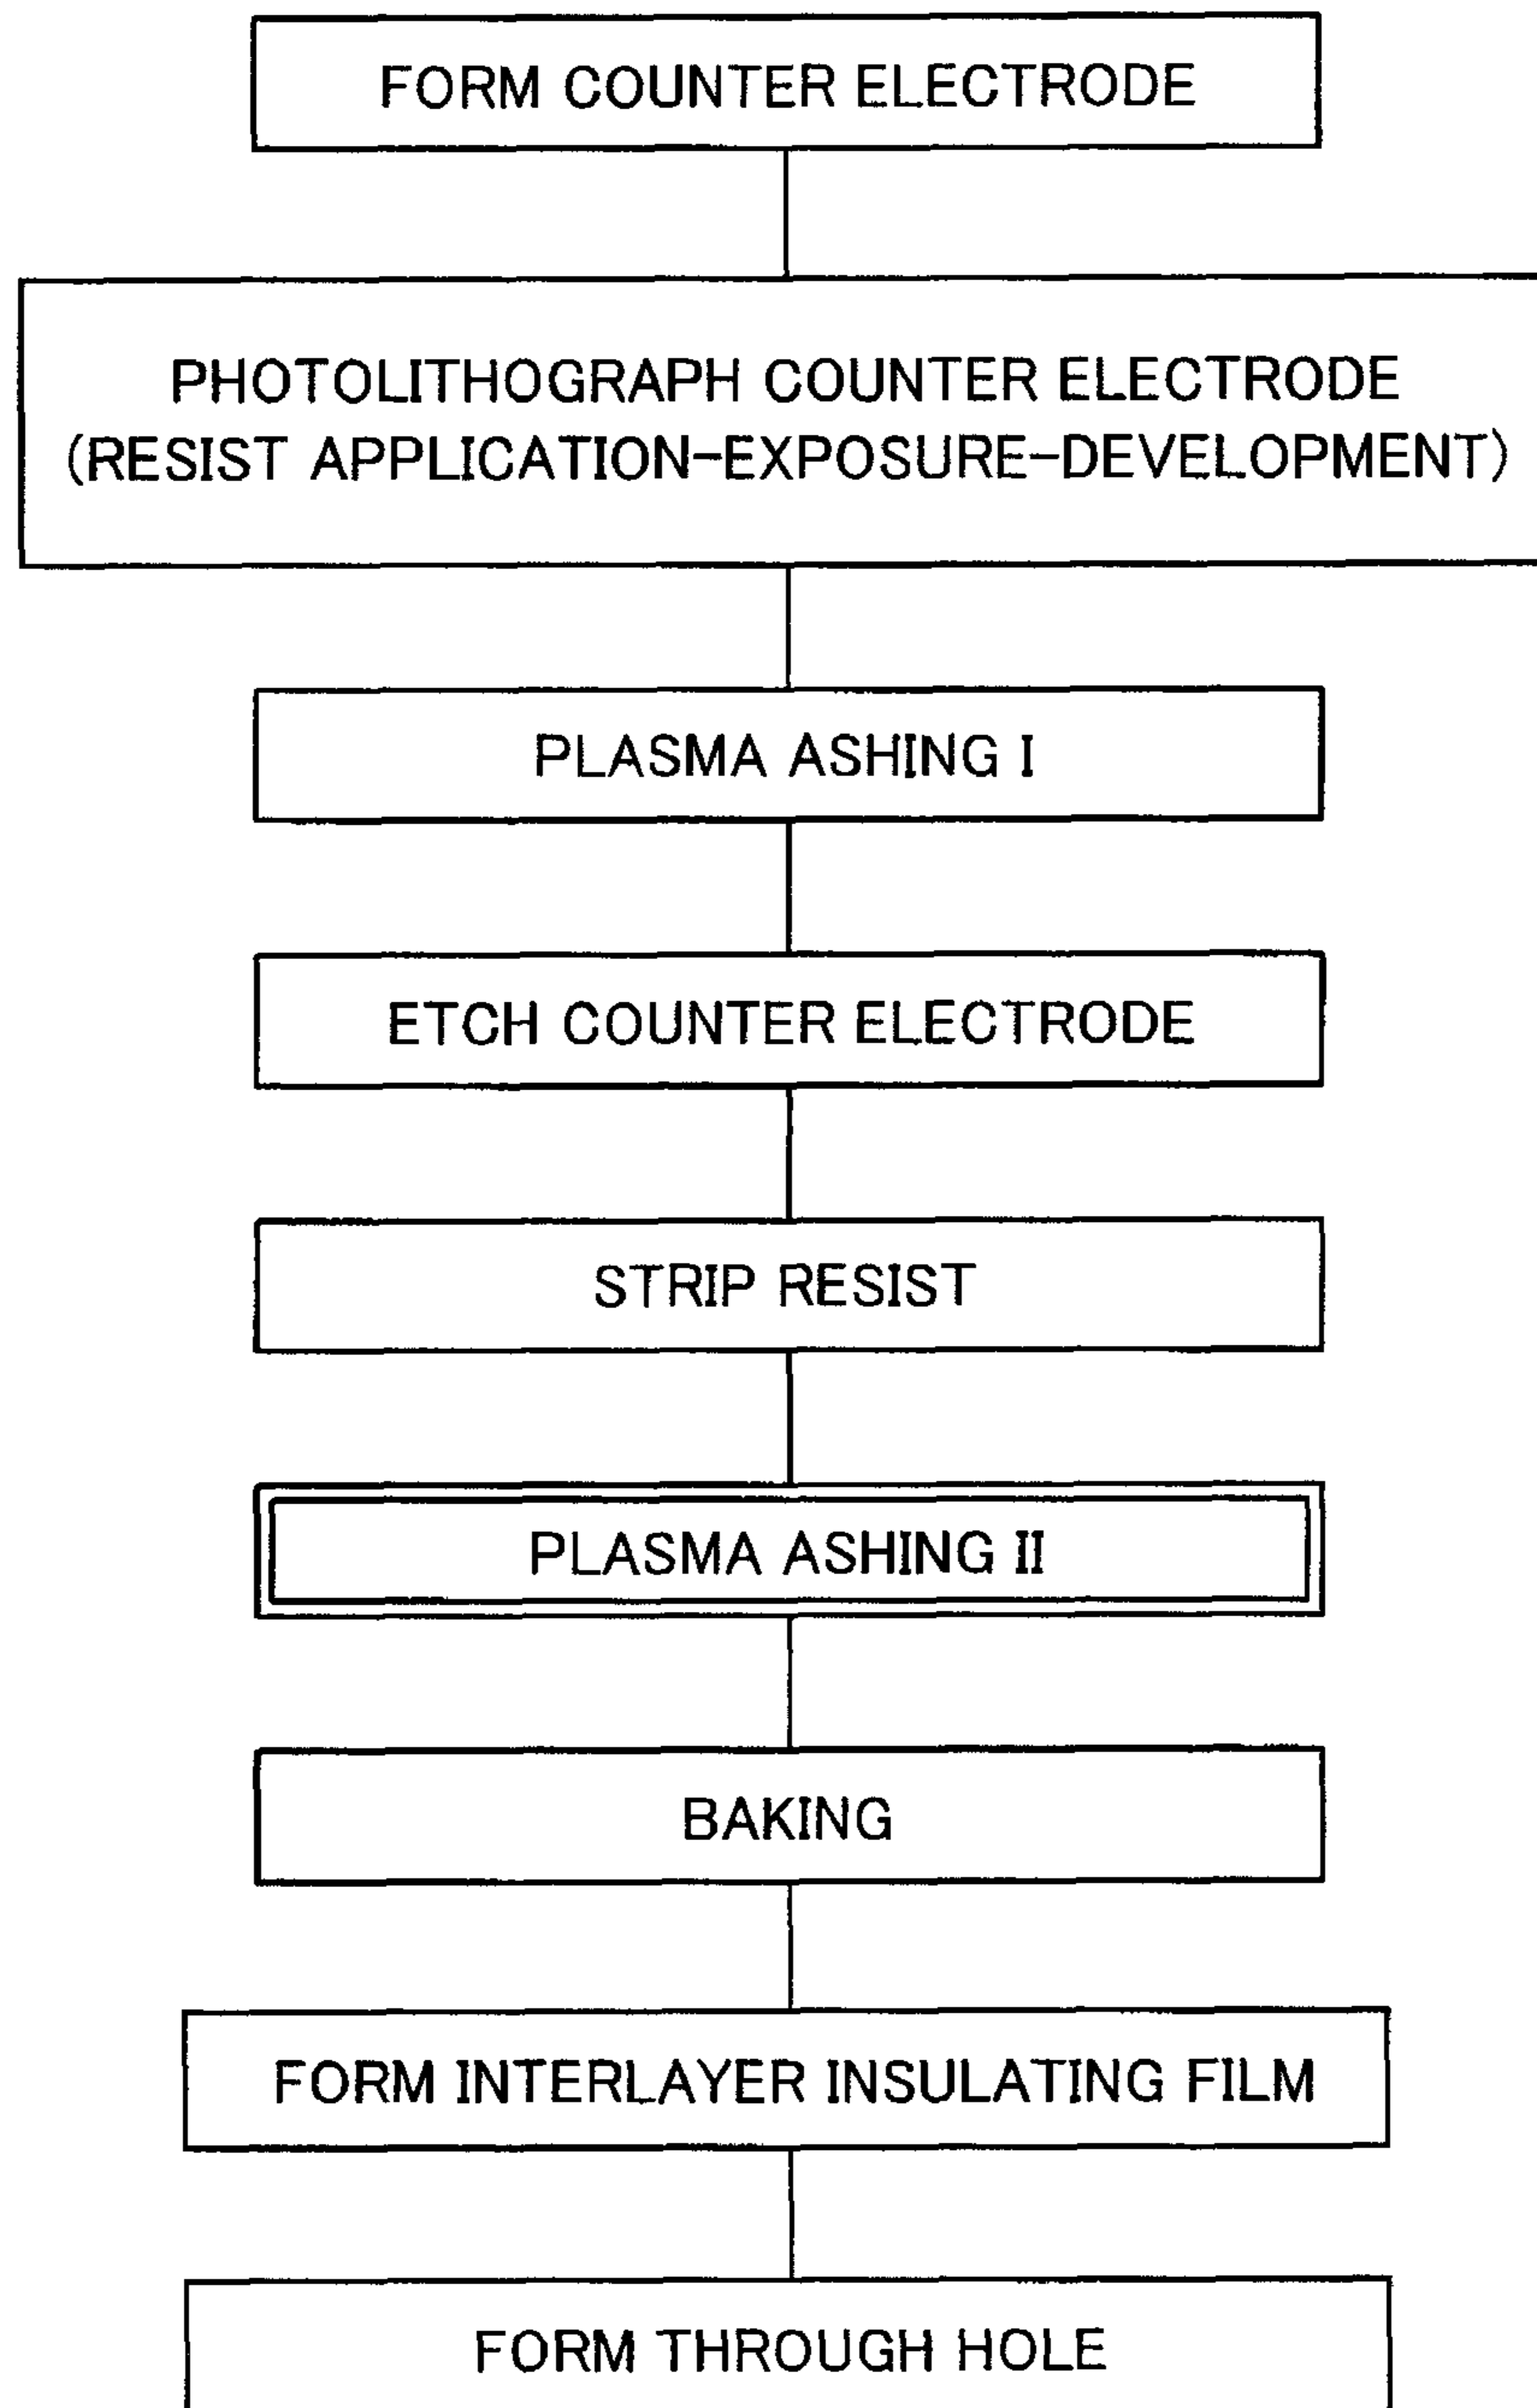 FORM COUNTER ELECTRODE
PHOTOLITHOGRAPH COUNTER ELECTRODE
(RESIST APPLICATION-EXPOSURE-DEVELOPMENT)
PLASMA ASHING I
ETCH COUNTER ELECTRODE
STRIP RESIST
PLASMA ASHING II
BAKING
FORM INTERLAYER INSULATING FILM
FORM THROUGH HOLE